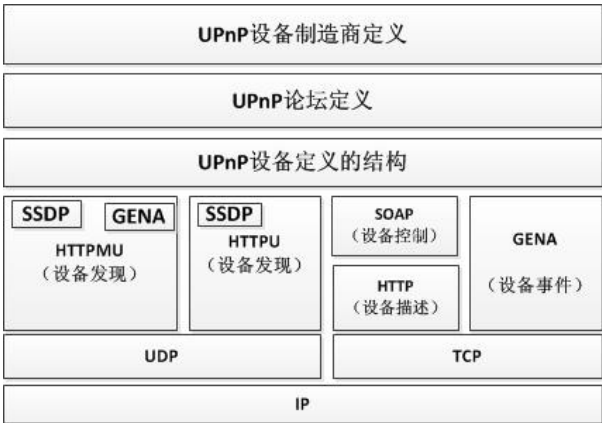 UPnP设备制造商定义
UPnP论坛定义
UPnP设备定义的结构
SSDP GENA
HTTPMU
（设备发现）
SSDP
HTTPU
（设备发现）
SOAP
（设备控制）
HTTP
（设备描述）
GENA
（设备事件）
UDP
TCP
IP